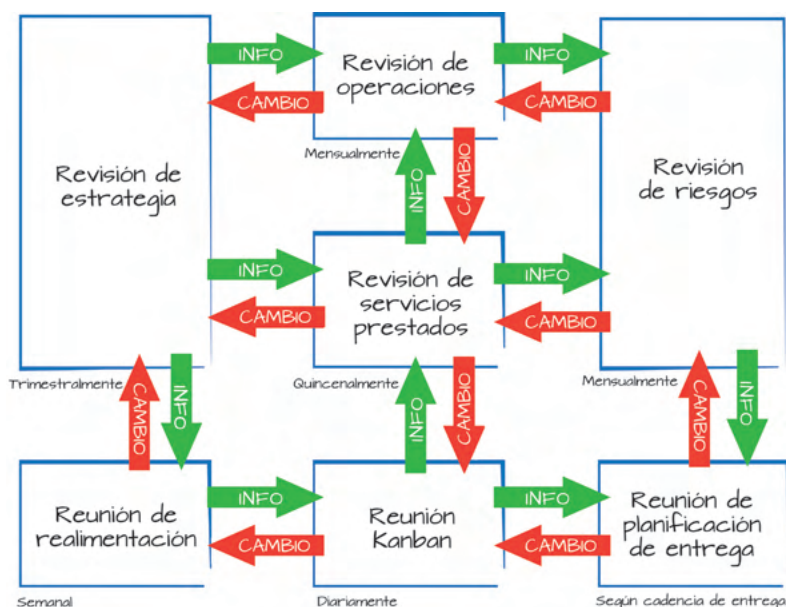 INFO
INFO
Revisión de
operaciones
CAMBIO
CAMBIO
Mensualmente
Revisión de
estrategia
Revisión
de riesgos
INFO
CAMBIO
INFO
INFO
Revisión de
servicios
prestados
CAMBIO
CAMBIO
Trimestralmente
Quincenalmente
Mensualmente
CAMBIO
INFO
INFO
CAMBIO
CAMBIO
INFO
INFO
INFO
Reunión de
realimentación
Reunión
Kanban
Reunión de
planificación
de entrega
CAMBIO
CAMBIO
Semanal
Diariamente
Según cadencia de entrega